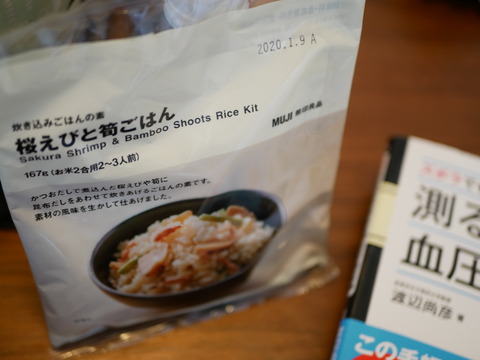 2020.1.9 A
炊き込みごはんの素
桜えびと筍ごはん
Sakura Shrimp & Bamboo Shoots Rice Kit
MUJI 無印良品
167g (お米2合用2～3人前)
かつおだしで煮込んだ桜えびや筍に
昆布だしをあわせて炊きあげるごはんの素です。
素材の風味を生かして仕あげました。
測る
血圧
渡辺尚彦 著
この手